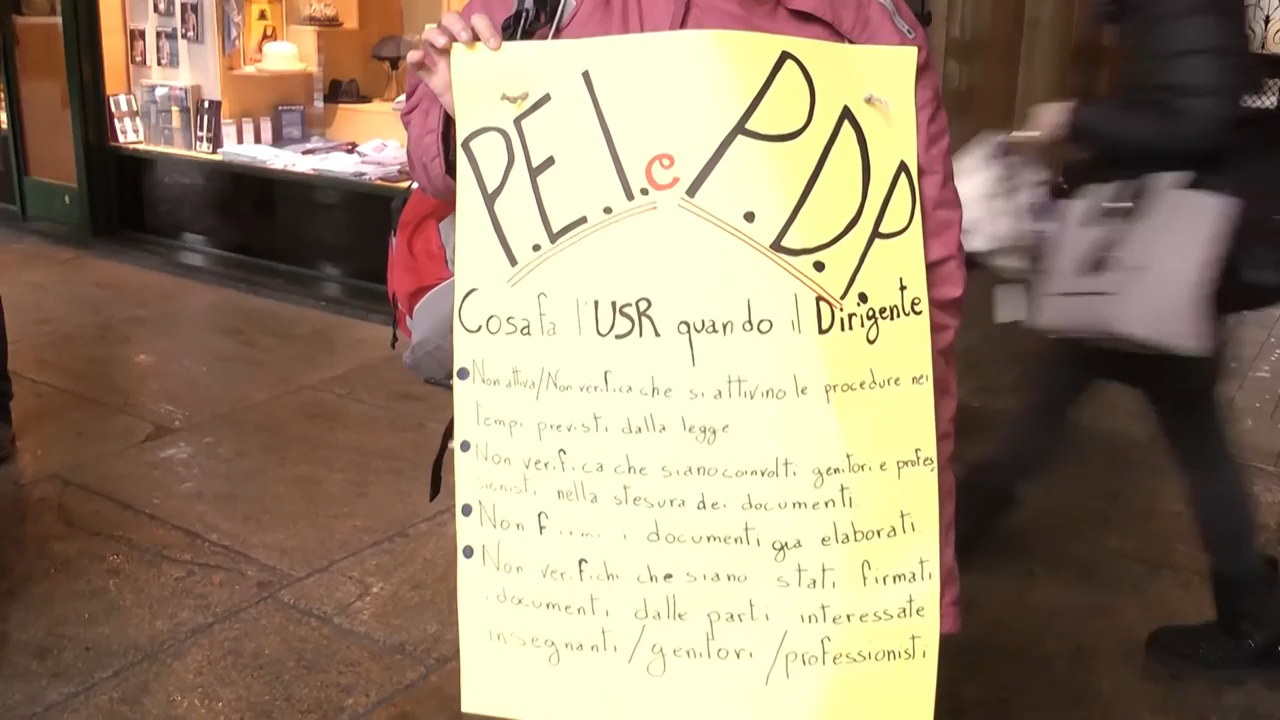 P.E.I. e P.D.P.
Cosa fa l'USR quando il Dirigente
Non attiva/Non verifica che si attivino le procedure nei
tempi previsti dalla legge
Non verifica che siano coinvolti genitori e profes
sionisti nella stesura dei documenti
Non documenti già elaborati
Non verifichi che siano stati firmati
i documenti dalle parti interessate
insegnanti/genitori/professionisti